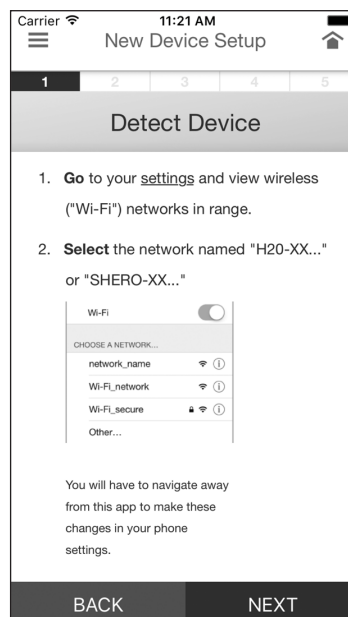 Carrier 11:21 AM
New Device Setup
1 2 3 4 5
Detect Device
1. Go to your settings and view wireless
("Wi-Fi") networks in range.
2. Select the network named "H20-XX..."
or "SHERO-XX..."
Wi-Fi
CHOOSE A NETWORK...
network_name
Wi-Fi_network
Wi-Fi_secure
Other...
You will have to navigate away
from this app to make these
changes in your phone
settings.
BACK NEXT